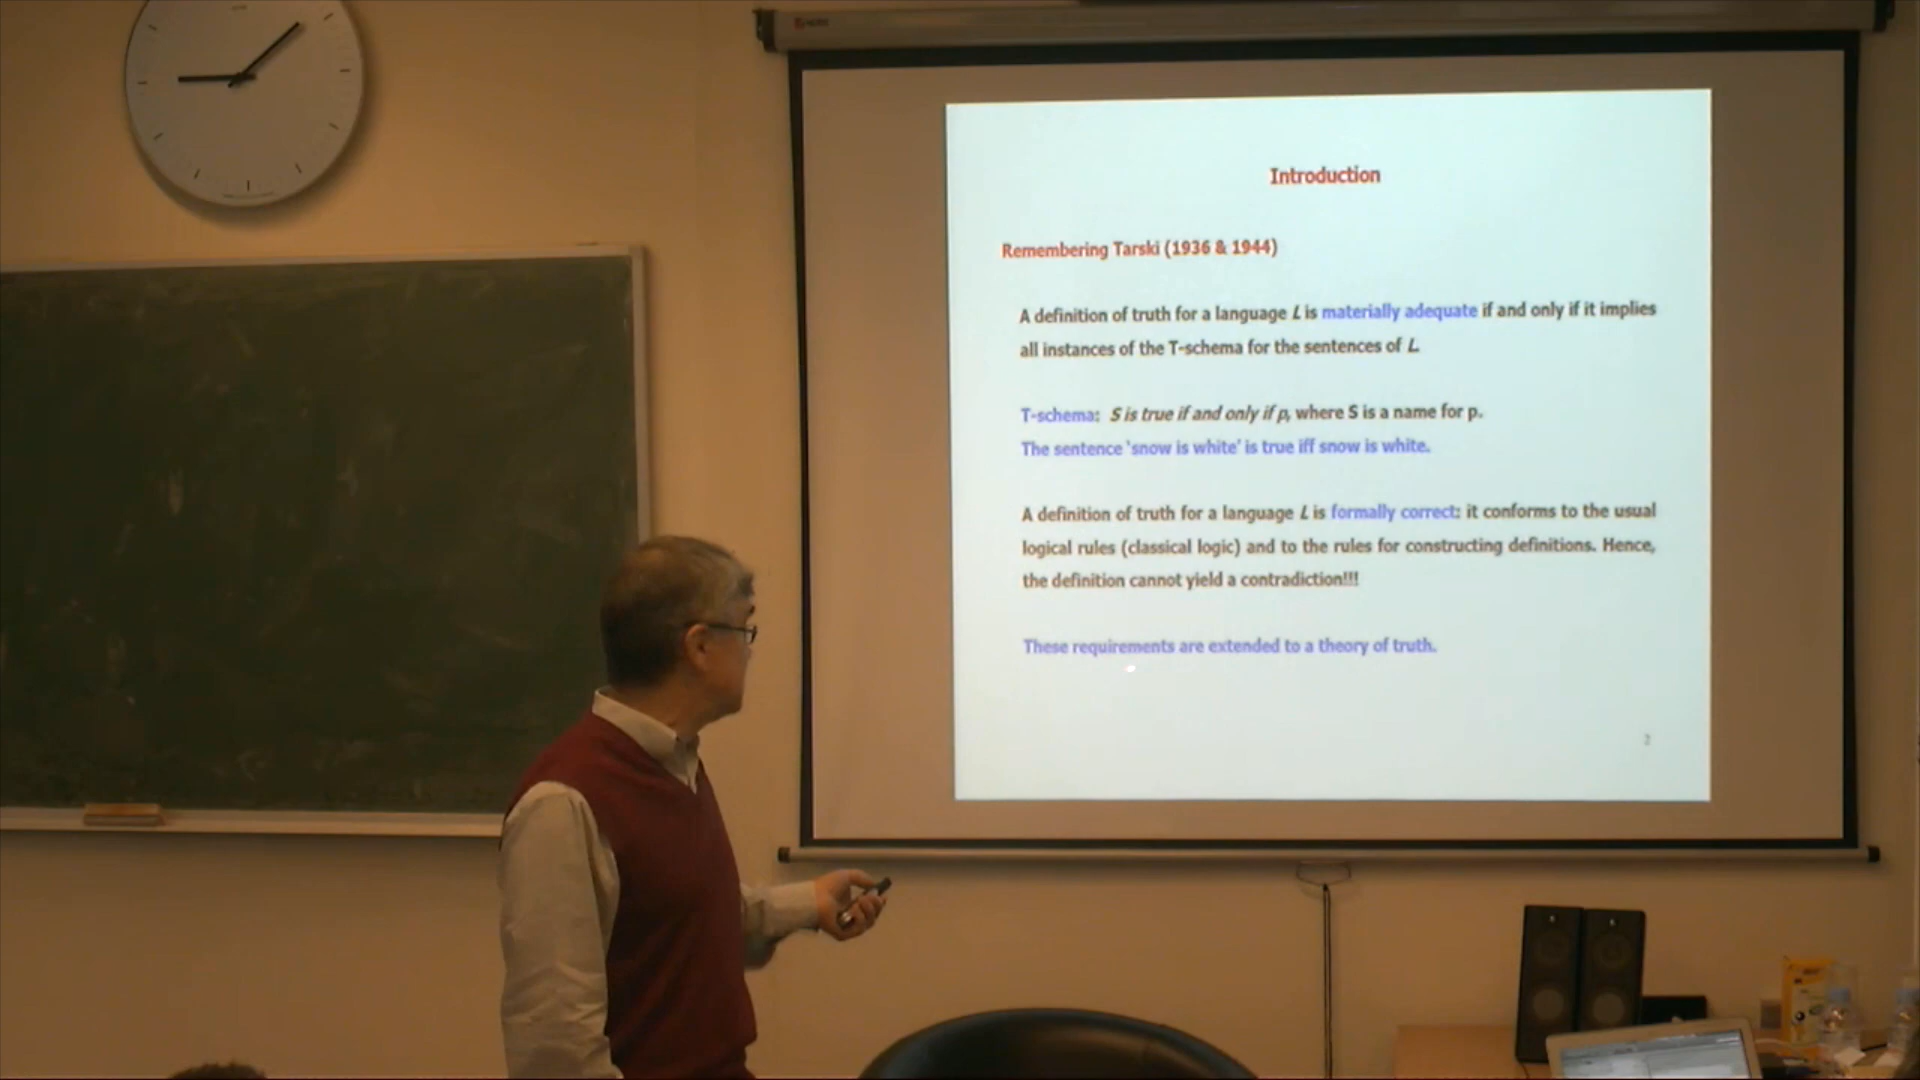 Introduction
Remembering Tarski (1936 & 1944)
A definition of truth for a language L is materially adequate if and only if it implies
all instances of the T-schema for the sentences of L.
T-schema: S is true if and only if p, where S is a name for p.
The sentence 'snow is white' is true iff snow is white.
A definition of truth for a language L is formally correct: it conforms to the usual
logical rules (classical logic) and to the rules for constructing definitions. Hence,
the definition cannot yield a contradiction!!!
These requirements are extended to a theory of truth.
2